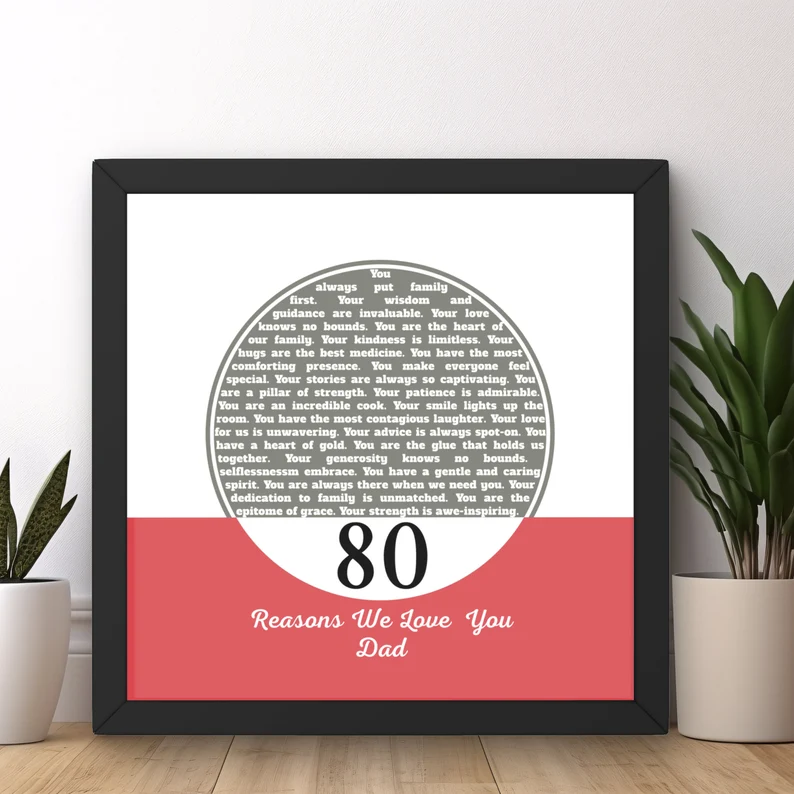 You
always put family
first. Your wisdom and
guidance are invaluable. Your love
knows no bounds. You are the heart of
our family. Your kindness is limitless. Your
hugs are the best medicine. You have the most
comforting presence. You make everyone feel
special. Your stories are always so captivating. You
are a pillar of strength. Your patience is admirable.
You are an incredible cook. Your smile lights up the
room. You have the most contagious laughter. Your love
for us is unwavering. Your advice is always spot-on. You
have a heart of gold. You are the glue that holds us
together. Your generosity knows no bounds.
selflessnessm embrace. You have a gentle and caring
spirit. You are always there when we need you. Your
dedication to family is unmatched. You are the
epitome of grace. Your strength is awe-inspiring.
80
Reasons We Love You
Dad